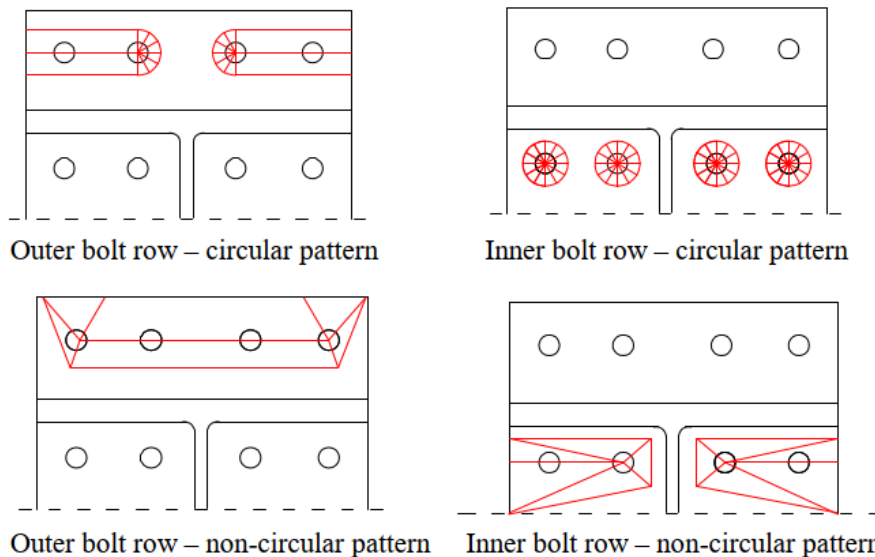 Outer bolt row – circular pattern
Inner bolt row – circular pattern
Outer bolt row – non-circular pattern
Inner bolt row – non-circular pattern